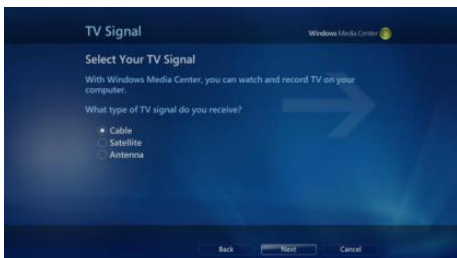 TV Signal
Windows Media Center
Select Your TV Signal
With Windows Media Center, you can watch and record TV on your
computer.
What type of TV signal do you receive?
Cable
Satellite
Antenna
Back Next Cancel